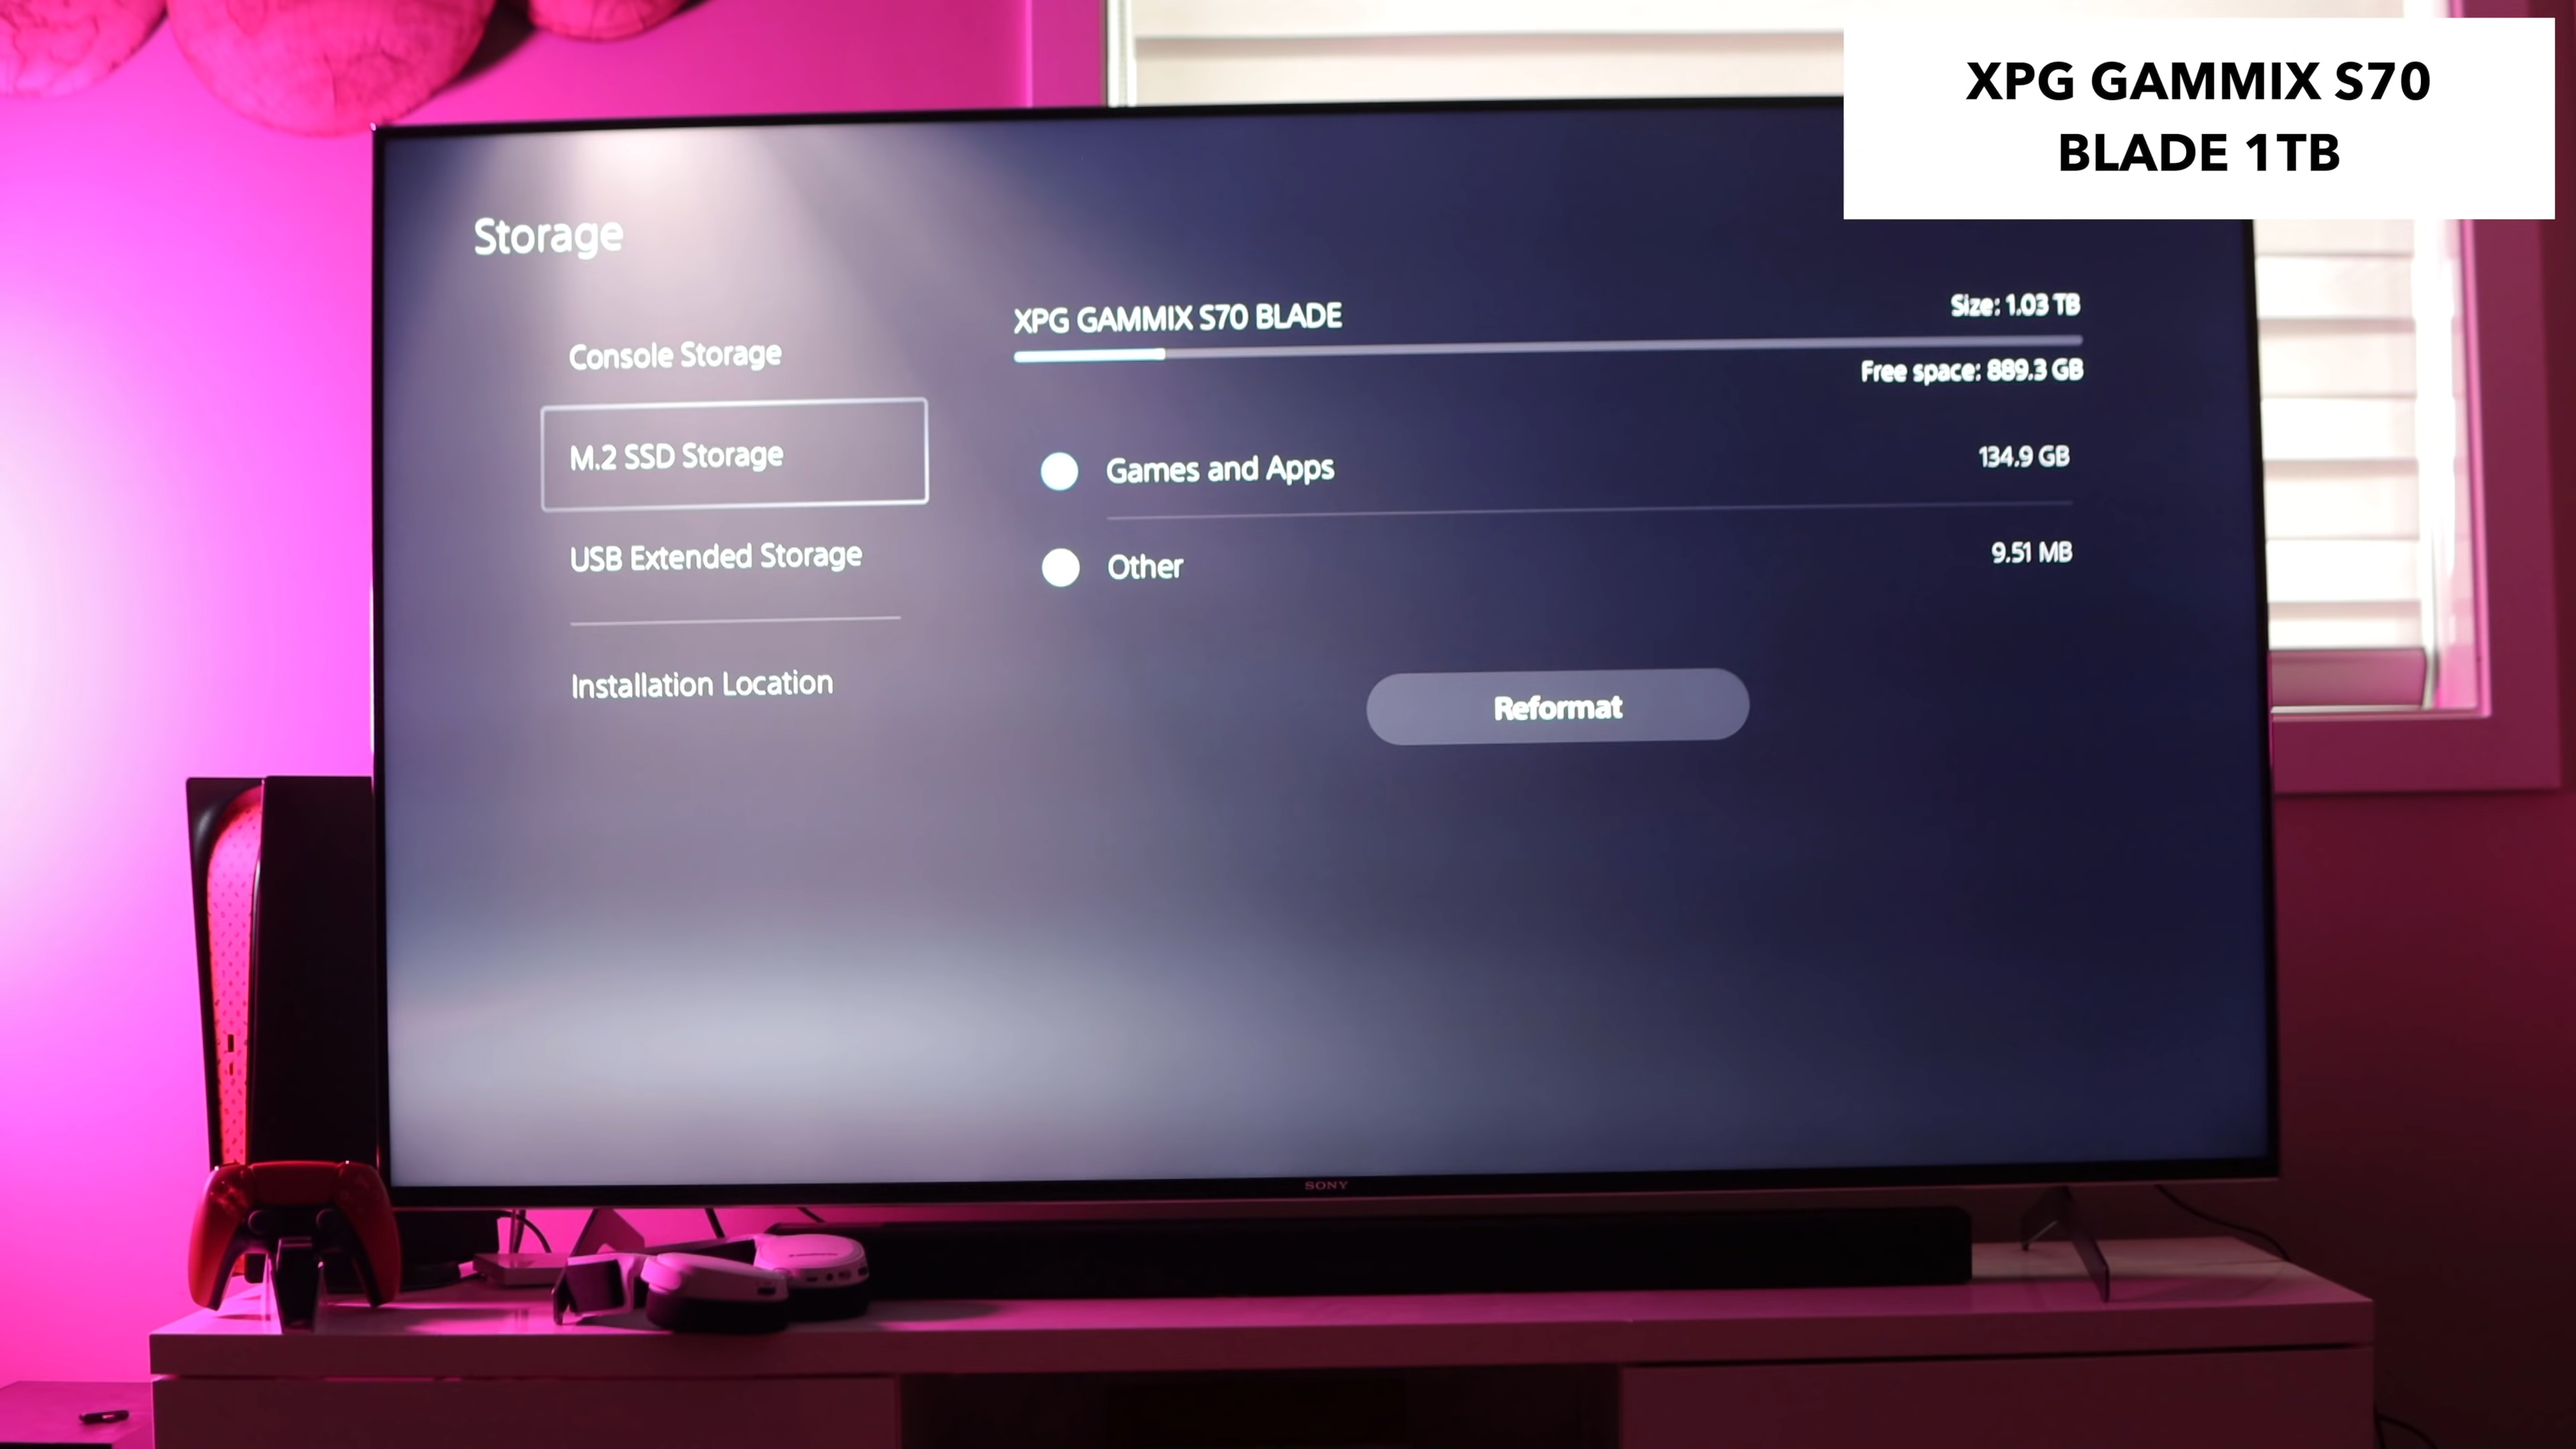 XPG GAMMIX S70
BLADE 1TB
Storage
Console Storage
M.2 SSD Storage
USB Extended Storage
Installation Location
XPG GAMMIX S70 BLADE
Size: 1.03 TB
Free space: 889.3 GB
Games and Apps
134.9 GB
Other
9.51 MB
Reformat
SONY